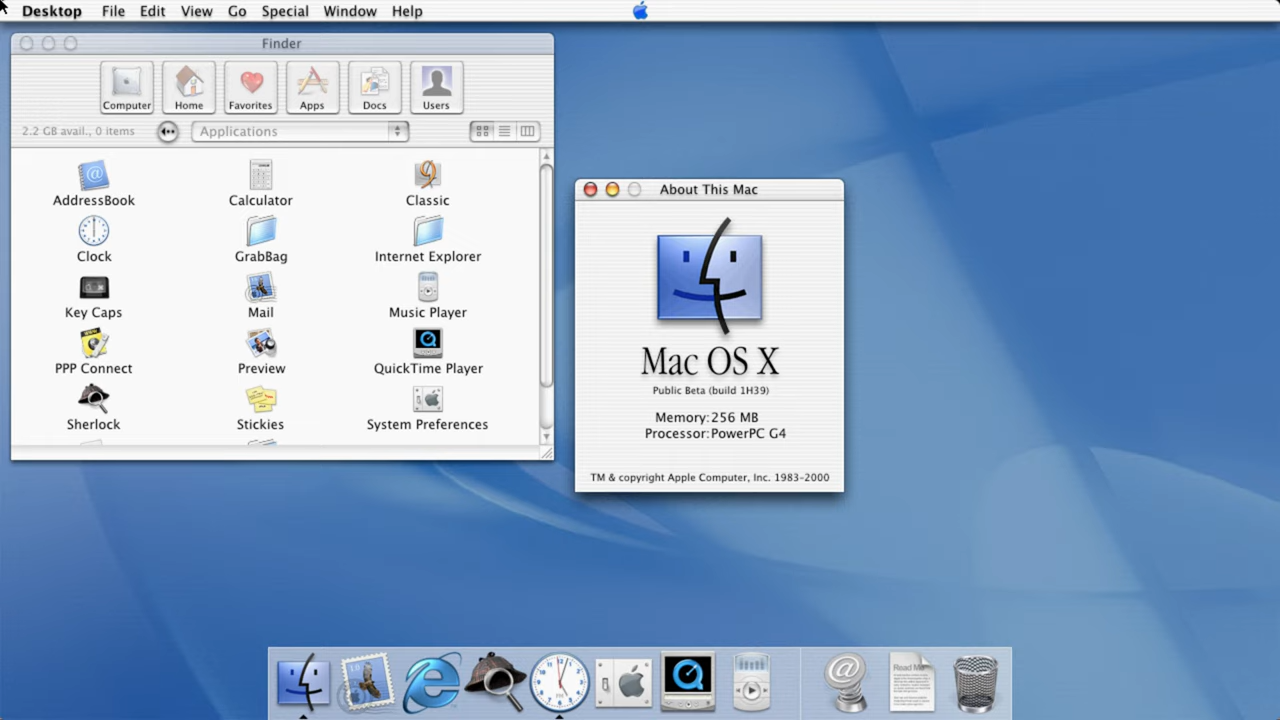 Desktop File Edit View Go Special Window Help
Finder
Computer Home Favorites Apps Docs Users
2.2 GB avail., 0 items Applications
AddressBook Calculator Classic
Clock GrabBag Internet Explorer
Key Caps Mail Music Player
PPP Connect Preview QuickTime Player
Sherlock Stickies System Preferences
About This Mac
Mac OS X
Public Beta (build 1H39)
Memory: 256 MB
Processor: PowerPC G4
TM & copyright Apple Computer, Inc. 1983-2000
Read Me